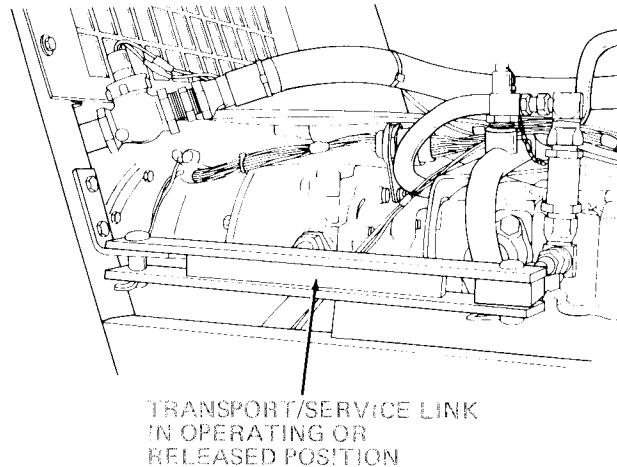 TRANSPORT/SERVICE LINK
IN OPERATING OR
RELEASED POSITION